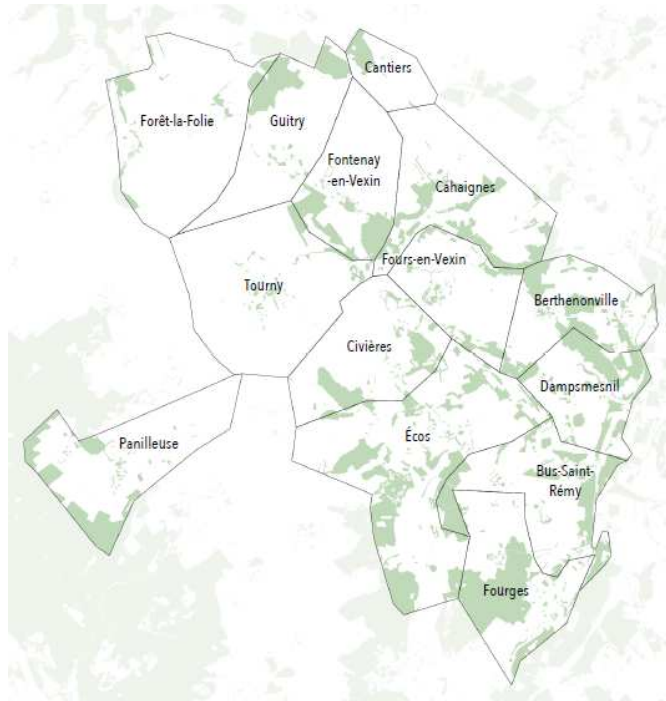 Cantiers
Forêt-la-Folie
Guitry
Fontenay
-en-Vexin
Cahaignes
Fours-en-Vexin
Tourny
Berthenonville
Civières
Dampsmesnil
Panilleuse
Écos
Bus-Saint-
Rémy
Fourges